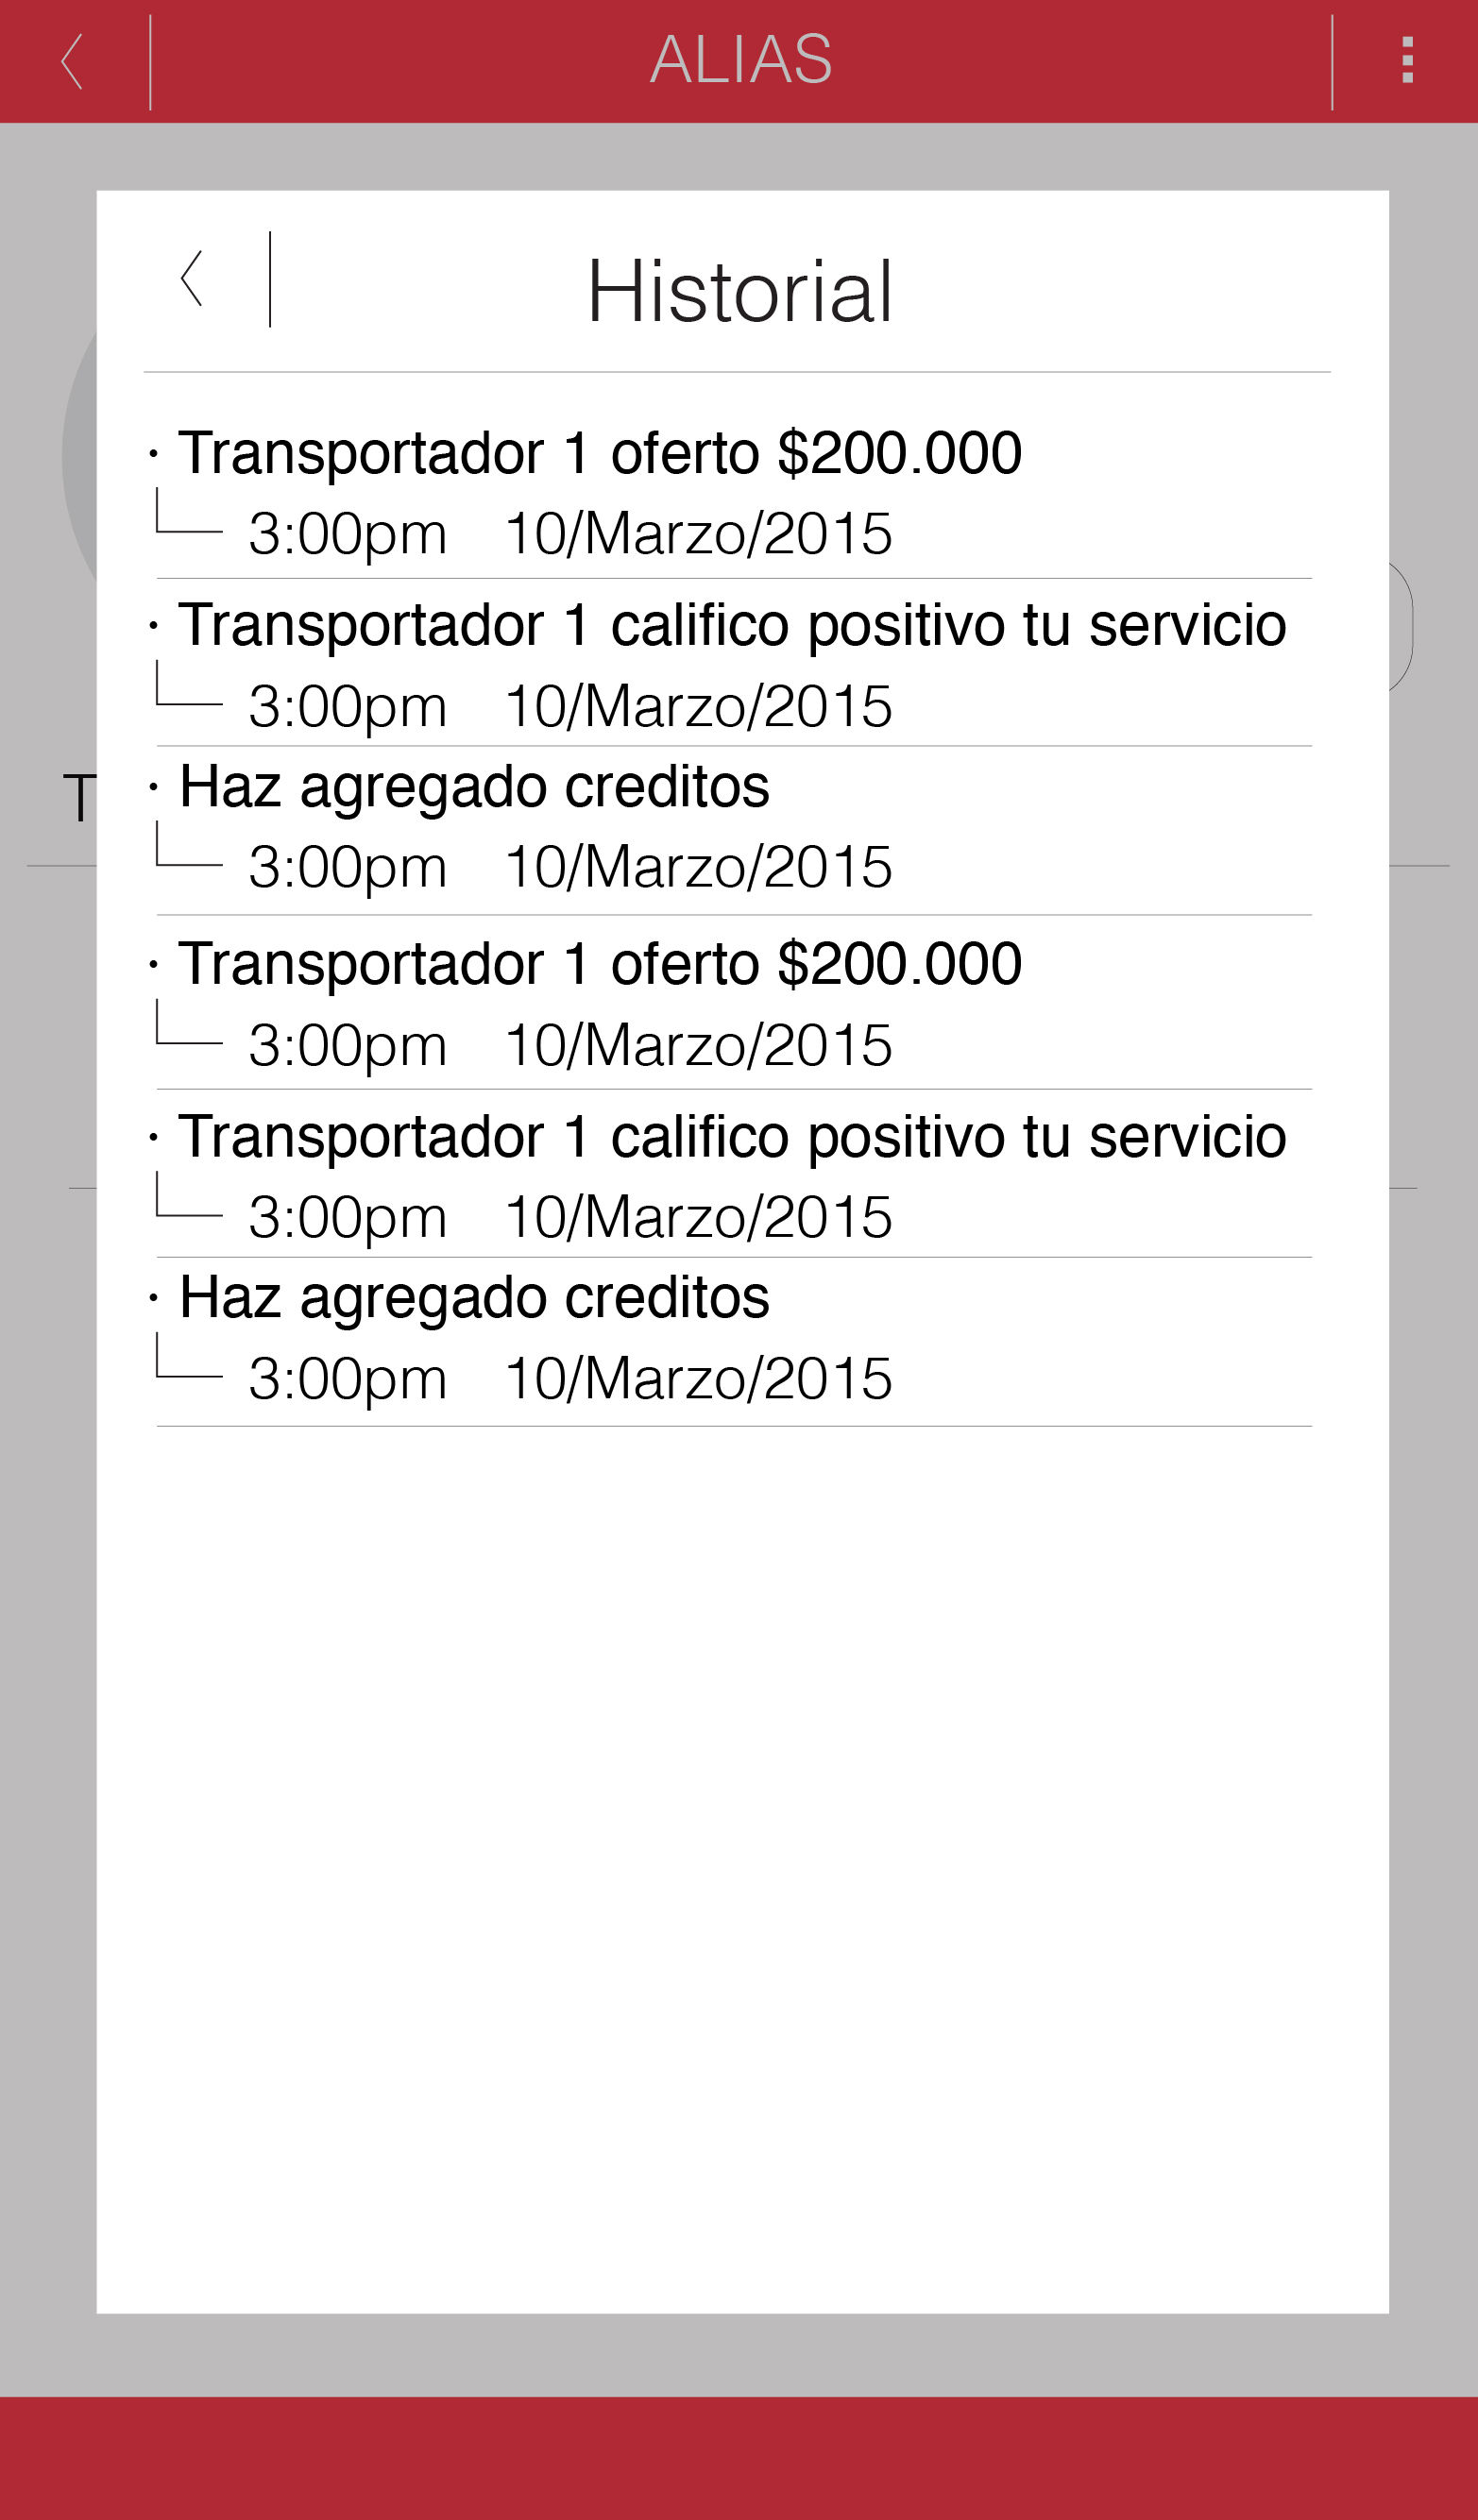 ALIAS
Historial
· Transportador 1 oferto $200.000
3:00pm 10/Marzo/2015
· Transportador 1 califico positivo tu servicio
3:00pm 10/Marzo/2015
T
· Haz agregado creditos
3:00pm 10/Marzo/2015
· Transportador 1 oferto $200.000
3:00pm 10/Marzo/2015
· Transportador 1 califico positivo tu servicio
3:00pm 10/Marzo/2015
· Haz agregado creditos
3:00pm 10/Marzo/2015